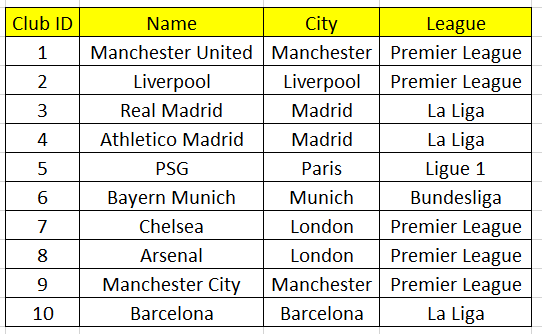 Club ID Name City League
1 Manchester United Manchester Premier League
2 Liverpool Liverpool Premier League
3 Real Madrid Madrid La Liga
4 Athletico Madrid Madrid La Liga
5 PSG Paris Ligue 1
6 Bayern Munich Munich Bundesliga
7 Chelsea London Premier League
8 Arsenal London Premier League
9 Manchester City Manchester Premier League
10 Barcelona Barcelona La Liga